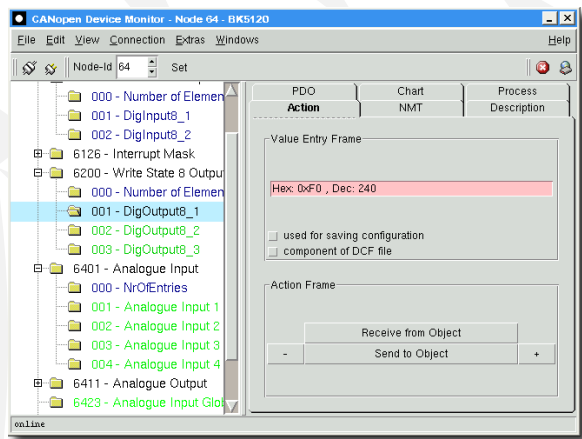 CANopen Device Monitor - Node 64 - BK5120
File Edit View Connection Extras Windows Help
Node-Id 64 Set
000 - Number of Elemen
001 - DigInput8_1
002 - DigInput8_2
6126 - Interrupt Mask
6200 - Write State 8 Outpu
000 - Number of Elemen
001 - DigOutput8_1
002 - DigOutput8_2
003 - DigOutput8_3
6401 - Analogue Input
000 - NrOfEntries
001 - Analogue Input 1
002 - Analogue Input 2
003 - Analogue Input 3
004 - Analogue Input 4
6411 - Analogue Output
6423 - Analogue Input Glo
PDO Chart Process
Action NMT Description
Value Entry Frame
Hex: 0xF0 , Dec: 240
used for saving configuration
component of DCF file
Action Frame
Receive from Object
- Send to Object +
online